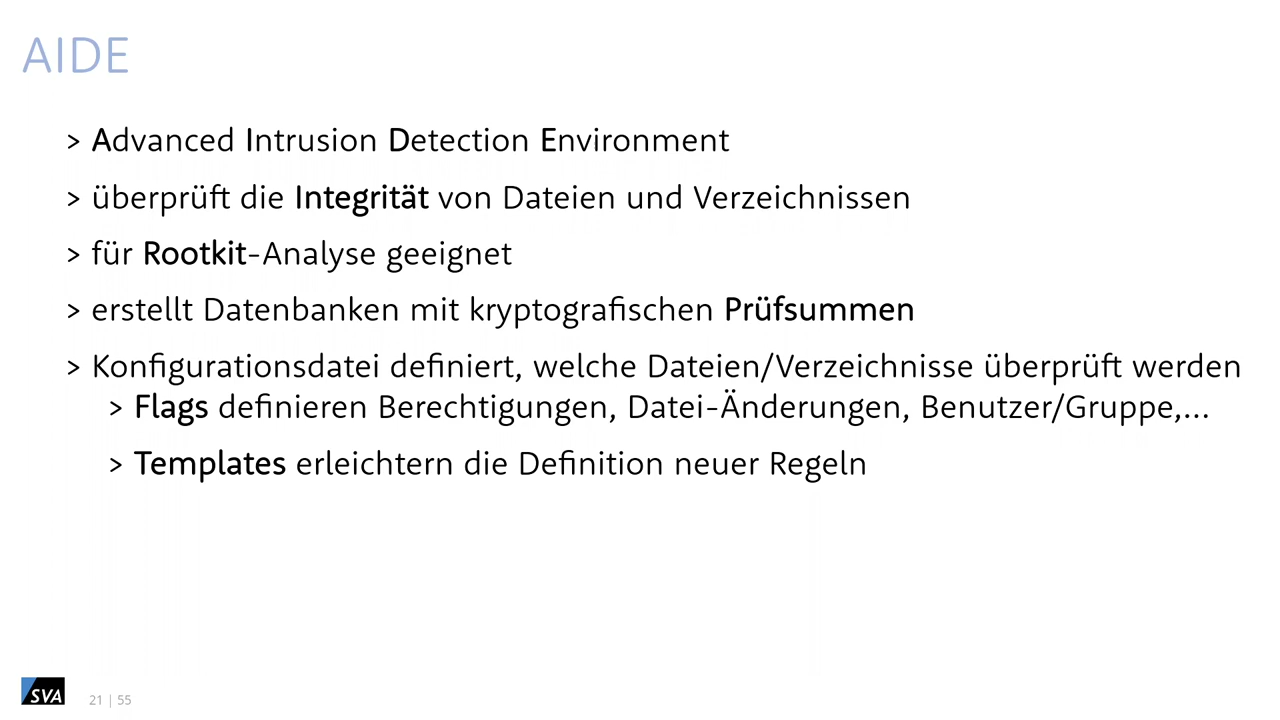 AIDE
> Advanced Intrusion Detection Environment
> überprüft die Integrität von Dateien und Verzeichnissen
> für Rootkit-Analyse geeignet
> erstellt Datenbanken mit kryptografischen Prüfsummen
> Konfigurationsdatei definiert, welche Dateien/Verzeichnisse überprüft werden
> Flags definieren Berechtigungen, Datei-Änderungen, Benutzer/Gruppe,...
> Templates erleichtern die Definition neuer Regeln
SVA
21 | 55